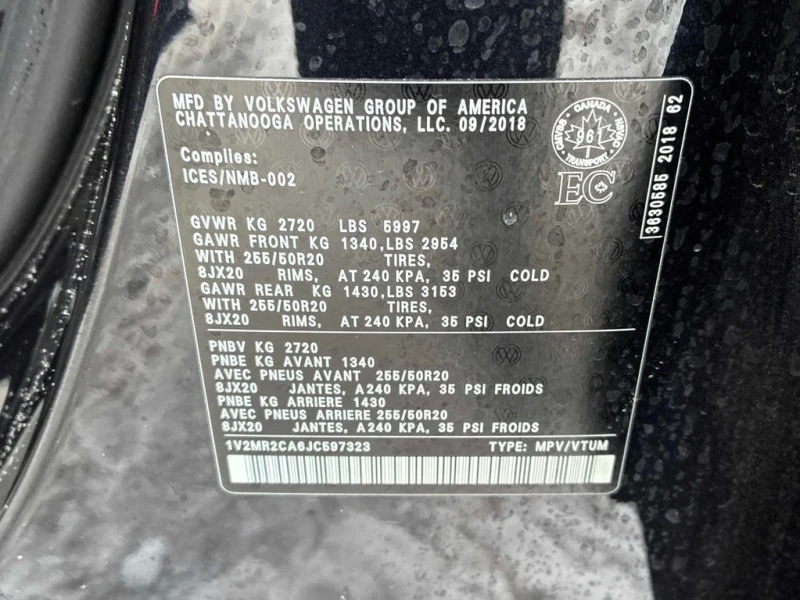 MFD BY VOLKSWAGEN GROUP OF AMERICA
CHATTANOOGA OPERATIONS, LLC. 09/2018
Complies:
ICES/NMB-002
CANADA
CMVSS NSVAC
961
TRANSPORT
EC
3630585 2018 62
GVWR KG 2720 LBS 5997
GAWR FRONT KG 1340,LBS 2954
WITH 255/50R20 TIRES,
8JX20 RIMS, AT 240 KPA, 35 PSI COLD
GAWR REAR KG 1430,LBS 3153
WITH 255/50R20 TIRES,
8JX20 RIMS, AT 240 KPA, 35 PSI COLD
PNBV KG 2720
PNBE KG AVANT 1340
AVEC PNEUS AVANT 255/50R20
8JX20 JANTES, A 240 KPA, 35 PSI FROIDS
PNBE KG ARRIERE 1430
AVEC PNEUS ARRIERE 255/50R20
8JX20 JANTES, A 240 KPA, 35 PSI FROIDS
1V2MR2CA6JC597323 TYPE: MPV/VTUM